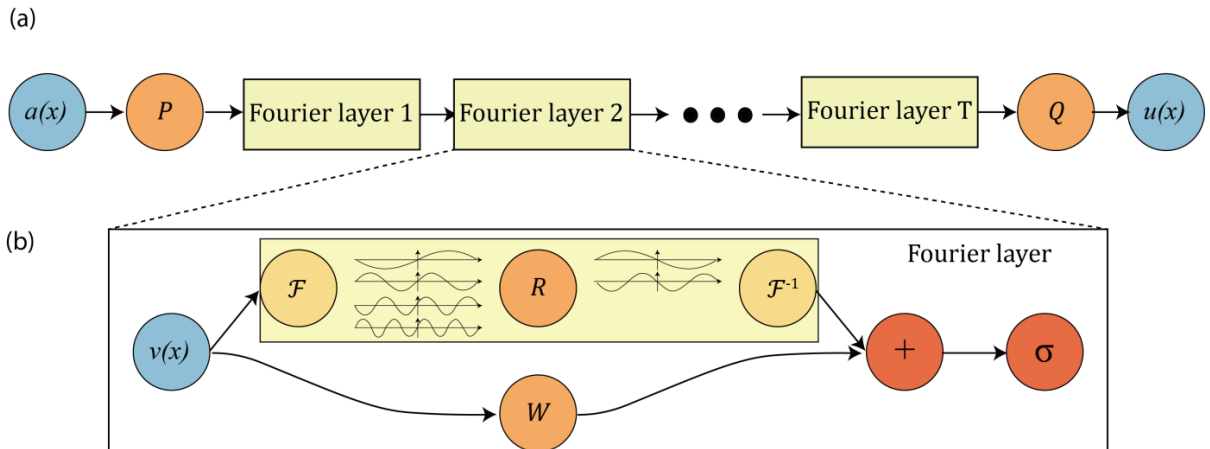 (a)
a(x) P Fourier layer 1 Fourier layer 2 Fourier layer T Q u(x)
(b)
Fourier layer
ℱ R ℱ⁻¹
v(x) + σ
W